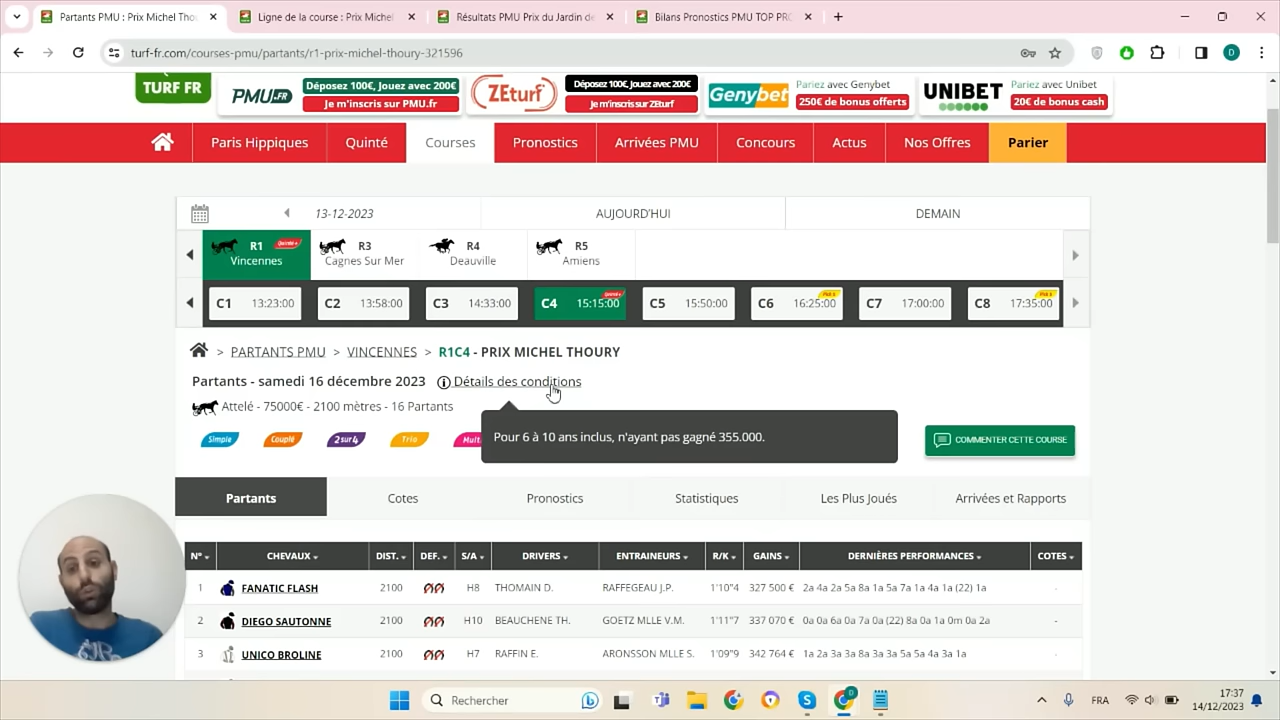 Partants PMU : Prix Michel Thou
Ligne de la course : Prix Michel
Résultats PMU Prix du Jardin de
Bilans Pronostics PMU TOP PRO
turf-fr.com/courses-pmu/partants/r1-prix-michel-thoury-321596
D
TURF FR
PMU.FR
Déposez 100€, Jouez avec 200€
Je m'inscris sur PMU.fr
ZEturf
Déposez 100€, Jouez avec 200€
Je m'inscris sur ZEturf
Genybet
Pariez avec Genybet
250€ de bonus offerts
UNIBET
Pariez avec Unibet
20€ de bonus cash
Paris Hippiques
Quinté
Courses
Pronostics
Arrivées PMU
Concours
Actus
Nos Offres
Parier
13-12-2023
AUJOURD'HUI
DEMAIN
R1 Quinté+
Vincennes
R3
Cagnes Sur Mer
R4
Deauville
R5
Amiens
C1 13:23:00
C2 13:58:00
C3 14:33:00
C4 15:15:00
C5 15:50:00
C6 16:25:00
C7 17:00:00
C8 17:35:00
> PARTANTS PMU > VINCENNES > R1C4 - PRIX MICHEL THOURY
Partants - samedi 16 décembre 2023 Détails des conditions
Attelé - 75000€ - 2100 mètres - 16 Partants
Pour 6 à 10 ans inclus, n'ayant pas gagné 355.000.
Simple
Couplé
2sur4
Trio
Mult
COMMENTER CETTE COURSE
Partants
Cotes
Pronostics
Statistiques
Les Plus Joués
Arrivées et Rapports
N° CHEVAUX DIST. DEF. S/A DRIVERS ENTRAINEURS R/K GAINS DERNIÈRES PERFORMANCES COTES
1 FANATIC FLASH 2100 H8 THOMAIN D. RAFFEGEAU J.P. 1'10"4 327 500 € 2a 4a 2a 5a 8a 1a 5a 7a 1a 4a 1a (22) 1a -
2 DIEGO SAUTONNE 2100 H10 BEAUCHENE TH. GOETZ MLLE V.M. 1'11"7 337 070 € 0a 0a 6a 0a 7a 0a (22) 8a 0a 1a 0m 0a 2a -
3 UNICO BROLINE 2100 H7 RAFFIN E. ARONSSON MLLE S. 1'09"9 342 764 € 1a 2a 3a 3a 8a 3a 3a 5a 5a 4a 3a 1a -
Rechercher
FRA
17:37
14/12/2023